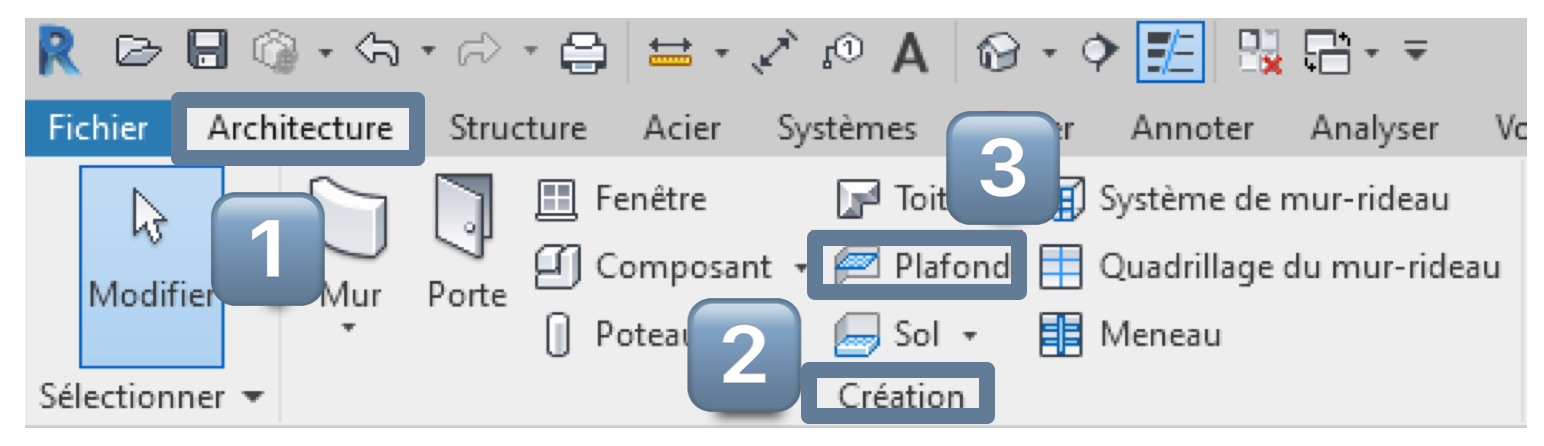 R
1 A
Fichier Architecture Structure Acier Systèmes Annoter Analyser
3
Fenêtre Toit Système de mur-rideau
1
Composant Plafond Quadrillage du mur-rideau
Modifier Mur Porte
2
Sol Meneau
Sélectionner Création